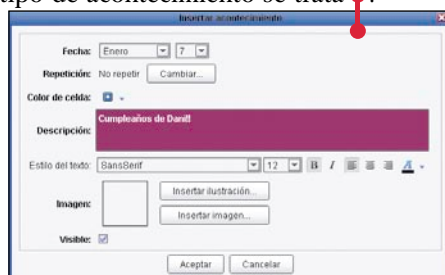 tipo de acontecimiento se trata
Insertar acontecimiento
Fecha: Enero 7
Repetición: No repetir Cambiar...
Color de celda:
Descripción: Cumpleaños de Dani!!
Estilo del texto: SansSerif 12 B I A
Imagen: Insertar ilustración...
Insertar imagen...
Visible:
Aceptar Cancelar